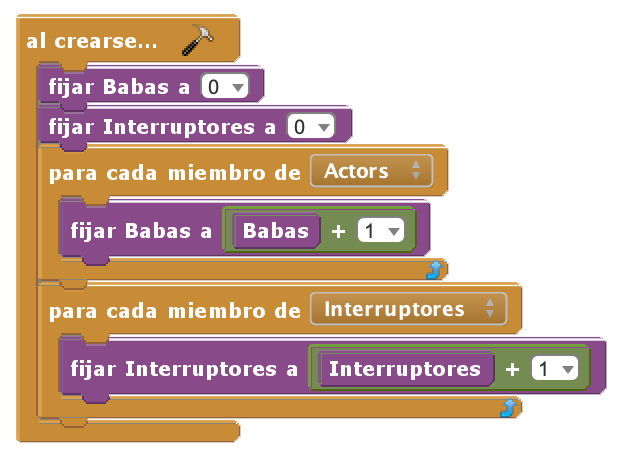 al crearse...
fijar Babas a 0
fijar Interruptores a 0
para cada miembro de Actors
fijar Babas a Babas + 1
para cada miembro de Interruptores
fijar Interruptores a Interruptores + 1